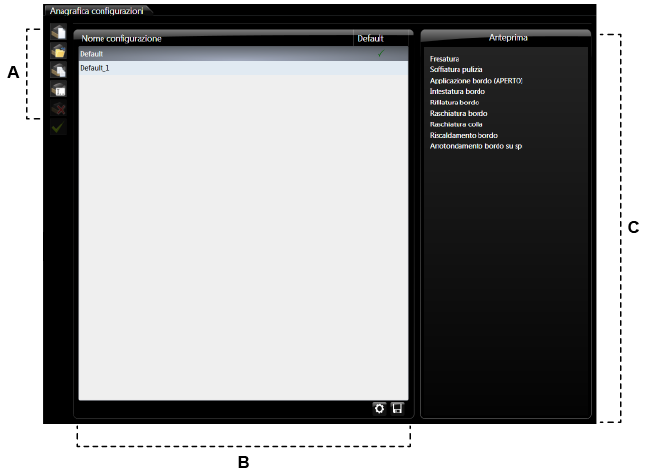 Anagrafica configurazioni
A
Nome configurazione Default
Default
Default_1
Anteprima
Fresatura
Soffiatura pulizia
Applicazione bordo (APERTO)
Intestatura bordo
Rifilatura bordo
Raschiatura bordo
Raschiatura colla
Riscaldamento bordo
Arrotondamento bordo su sp
C
B